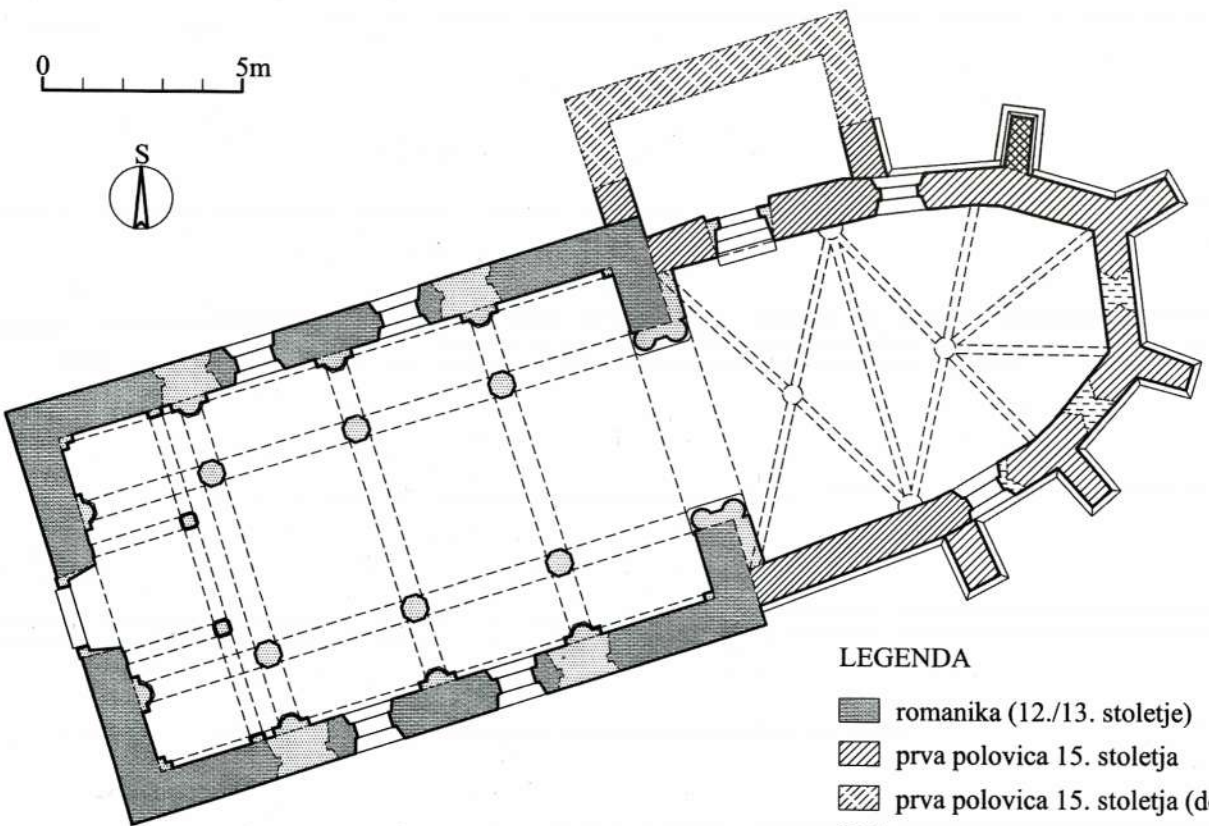 0 5m
S
LEGENDA
romanika (12./13. stoletje)
prva polovica 15. stoletja
prva polovica 15. stoletja